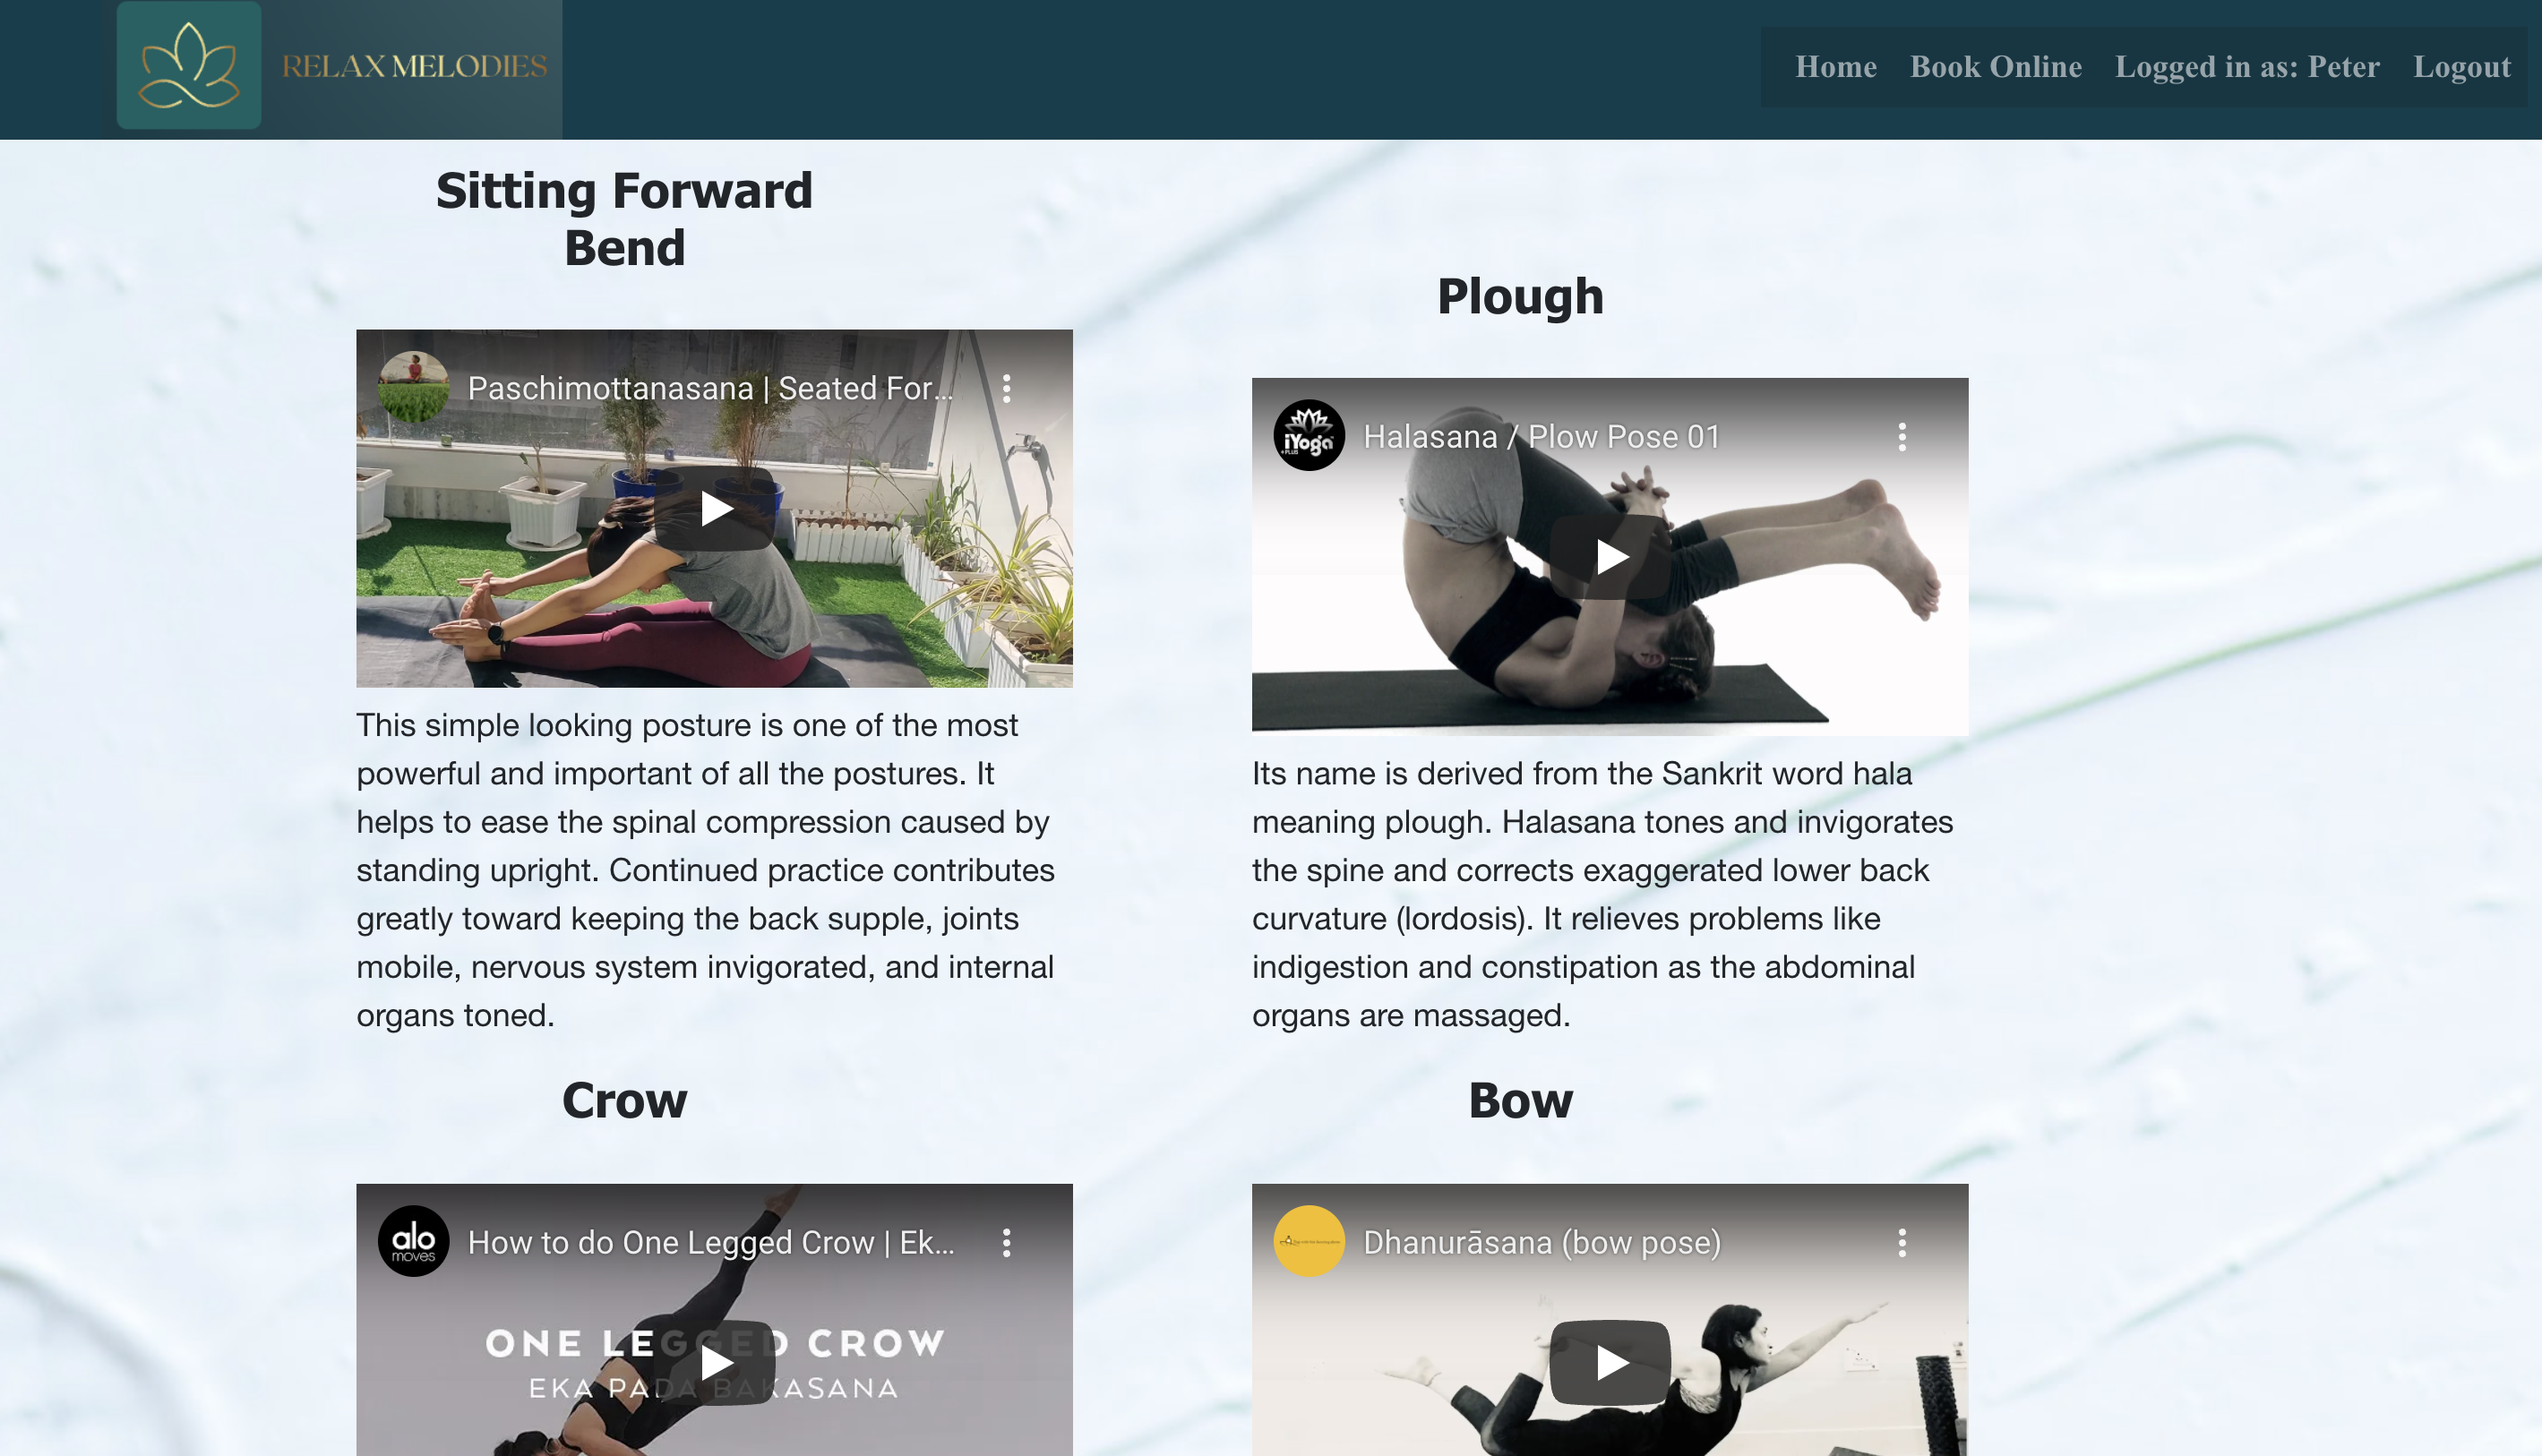 RELAX MELODIES
Home Book Online Logged in as: Peter Logout
Sitting Forward
Bend
Paschimottanasana | Seated For...
This simple looking posture is one of the most
powerful and important of all the postures. It
helps to ease the spinal compression caused by
standing upright. Continued practice contributes
greatly toward keeping the back supple, joints
mobile, nervous system invigorated, and internal
organs toned.
Plough
iYoga
PLUS
Halasana / Plow Pose 01
Its name is derived from the Sankrit word hala
meaning plough. Halasana tones and invigorates
the spine and corrects exaggerated lower back
curvature (lordosis). It relieves problems like
indigestion and constipation as the abdominal
organs are massaged.
Crow
alo
moves
How to do One Legged Crow | Ek...
ONE LEGGED CROW
EKA PADA BAKASANA
Bow
Dhanurāsana (bow pose)